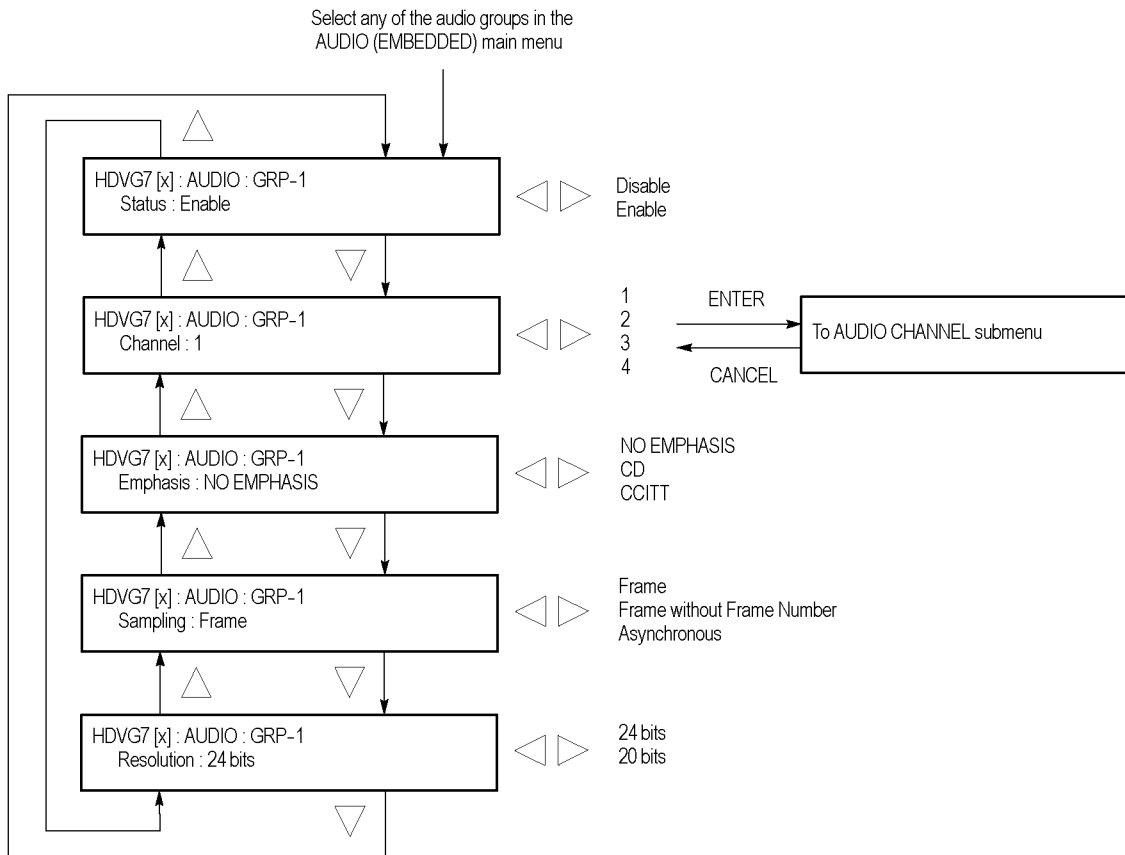 Select any of the audio groups in the
AUDIO (EMBEDDED) main menu
HDVG7 [x] : AUDIO : GRP-1
Status : Enable
Disable
Enable
HDVG7 [x] : AUDIO : GRP-1
Channel : 1
1
2
3
4
ENTER
CANCEL
To AUDIO CHANNEL submenu
HDVG7 [x] : AUDIO : GRP-1
Emphasis : NO EMPHASIS
NO EMPHASIS
CD
CCITT
HDVG7 [x] : AUDIO : GRP-1
Sampling : Frame
Frame
Frame without Frame Number
Asynchronous
HDVG7 [x] : AUDIO : GRP-1
Resolution : 24 bits
24 bits
20 bits